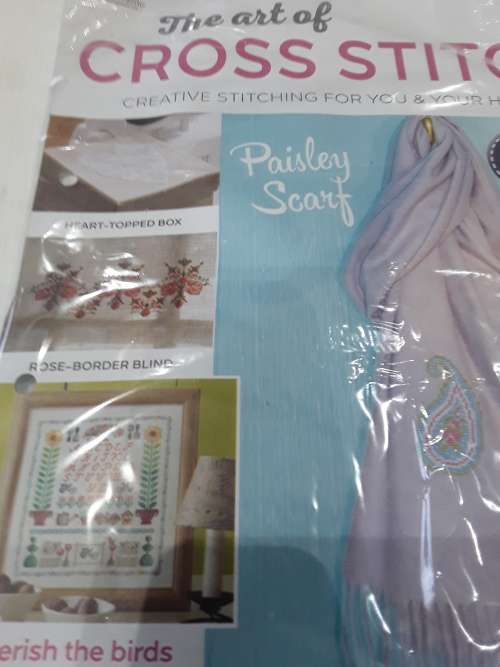 The art of
CROSS STITC
CREATIVE STITCHING FOR YOU & YOUR H
Paisley
Scarf
HEART-TOPPED BOX
ROSE-BORDER BLIND
erish the birds